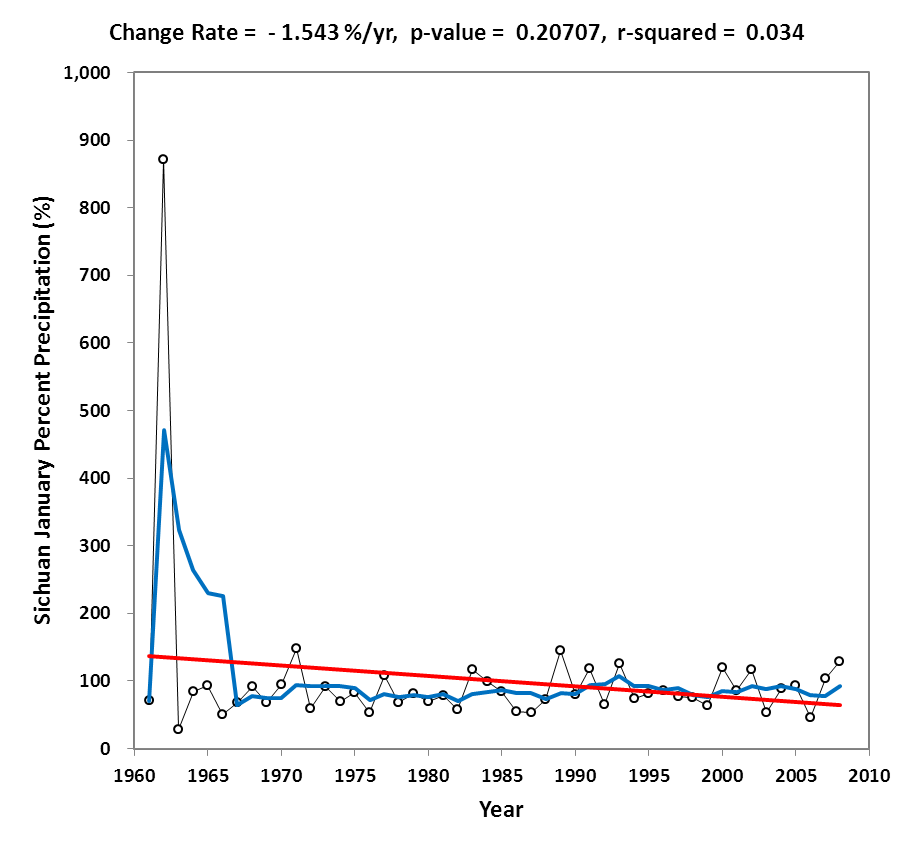 Change Rate = - 1.543 %/yr, p-value = 0.20707, r-squared = 0.034
1,000
900
800
700
600
500
400
300
200
100
0
Sichuan January Percent Precipitation (%)
1960 1965 1970 1975 1980 1985 1990 1995 2000 2005 2010
Year